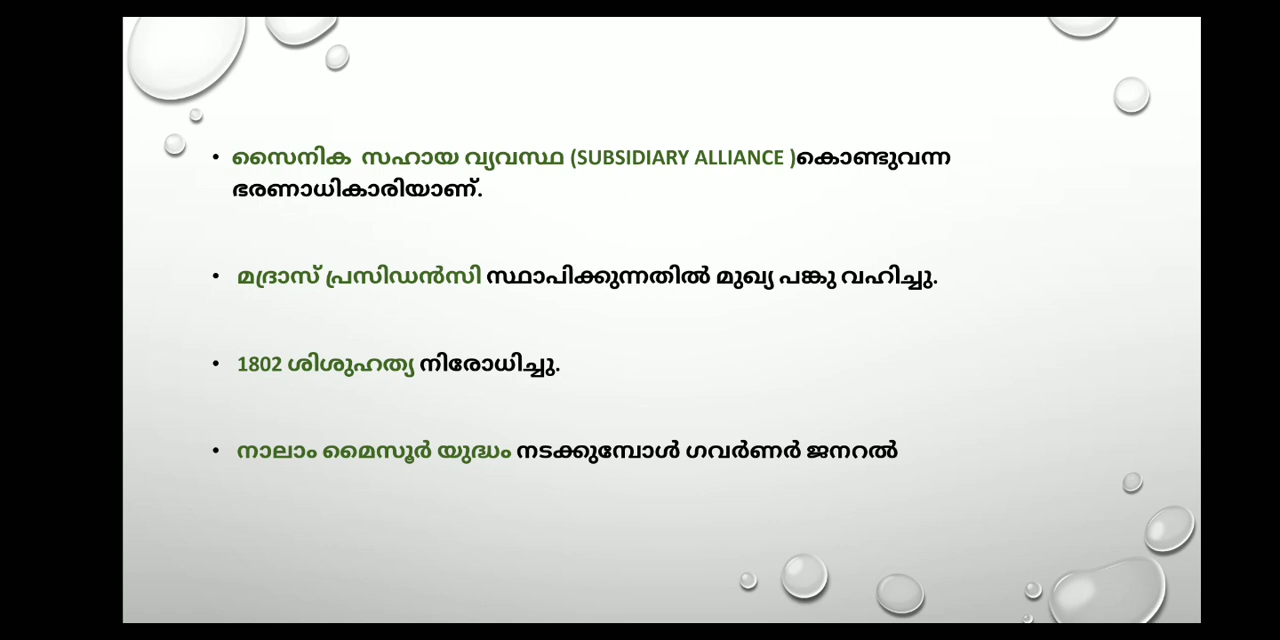 • സൈനിക സഹായ വ്യവസ്ഥ (SUBSIDIARY ALLIANCE )കൊണ്ടുവന്ന
ഭരണാധികാരിയാണ്.
• മദ്രാസ് പ്രസിഡൻസി സ്ഥാപിക്കുന്നതിൽ മുഖ്യ പങ്കു വഹിച്ചു.
• 1802 ശിശുഹത്യ നിരോധിച്ചു.
• നാലാം മൈസൂർ യുദ്ധം നടക്കുമ്പോൾ ഗവർണർ ജനറൽ